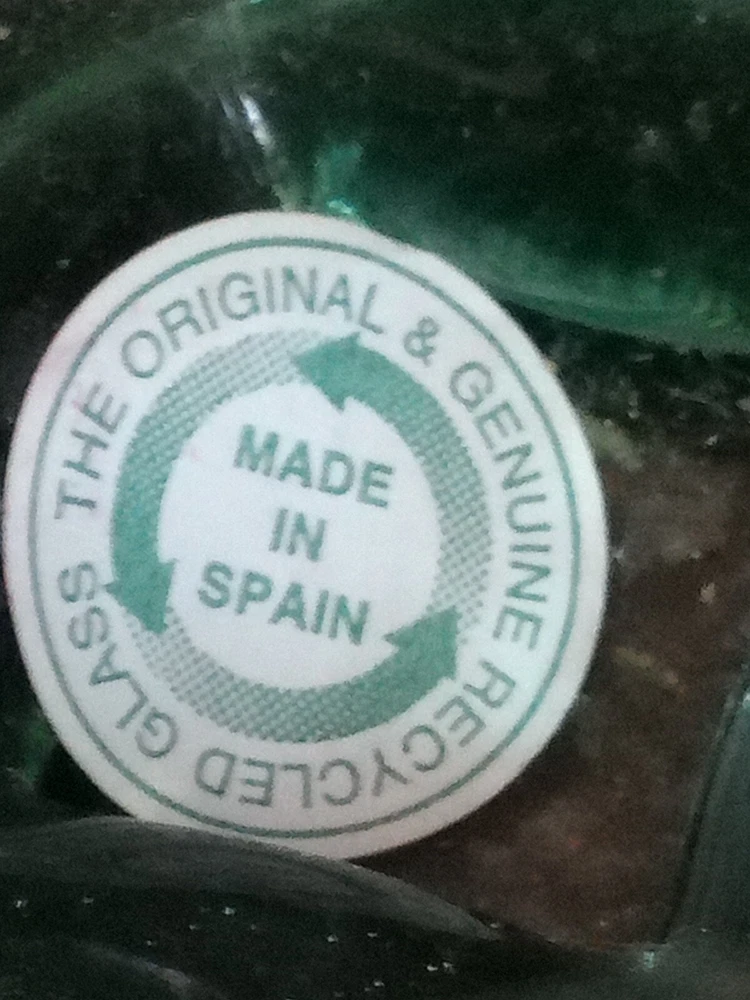 THE ORIGINAL & GENUINE RECYCLED GLASS
MADE
IN
SPAIN